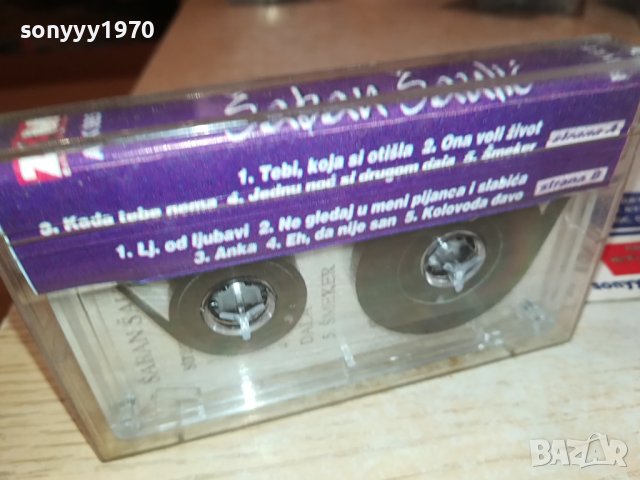 sonyyy1970
Šaban Šaulić
1. Tebi, koja si otišla 2. Ona voli život
strana A
3. Kada tebe nema 4. Jednu noć si drugom dala 5. Šmeker
1. Lj. od ljubavi 2. Ne gledaj u meni pijanca i slabića
strana B
3. Anka 4. Eh, da nije san 5. Kolovođa đavo
ŠABAN ŠAU
DALA
5. ŠMEKER
BAZAR